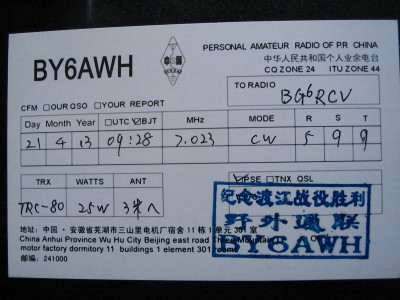 PERSONAL AMATEUR RADIO OF P.R CHINA
中华人民共和国个人业余电台
CQ ZONE 24 ITU ZONE 44
BY6AWH
TO RADIO
BG6RCV
CFM □OUR QSO □YOUR REPORT
Day Month Year □UTC □BJT MHz MODE R S T
21 4 13 09:28 7.023 CW 5 9 9
TRX WATTS ANT □PSE □TNX QSL
TRC-80 25W 3米
纪念渡江战役胜利
野外通联
BY6AWH
地址: 中国·安徽省芜湖市三山里电机厂宿舍 11 栋 1 单元 301 室
China Anhui Province Wu Hu City Beijing east road Three Mountain
motor factory dormitory 11 buildings 1 element 301
邮编: 241000